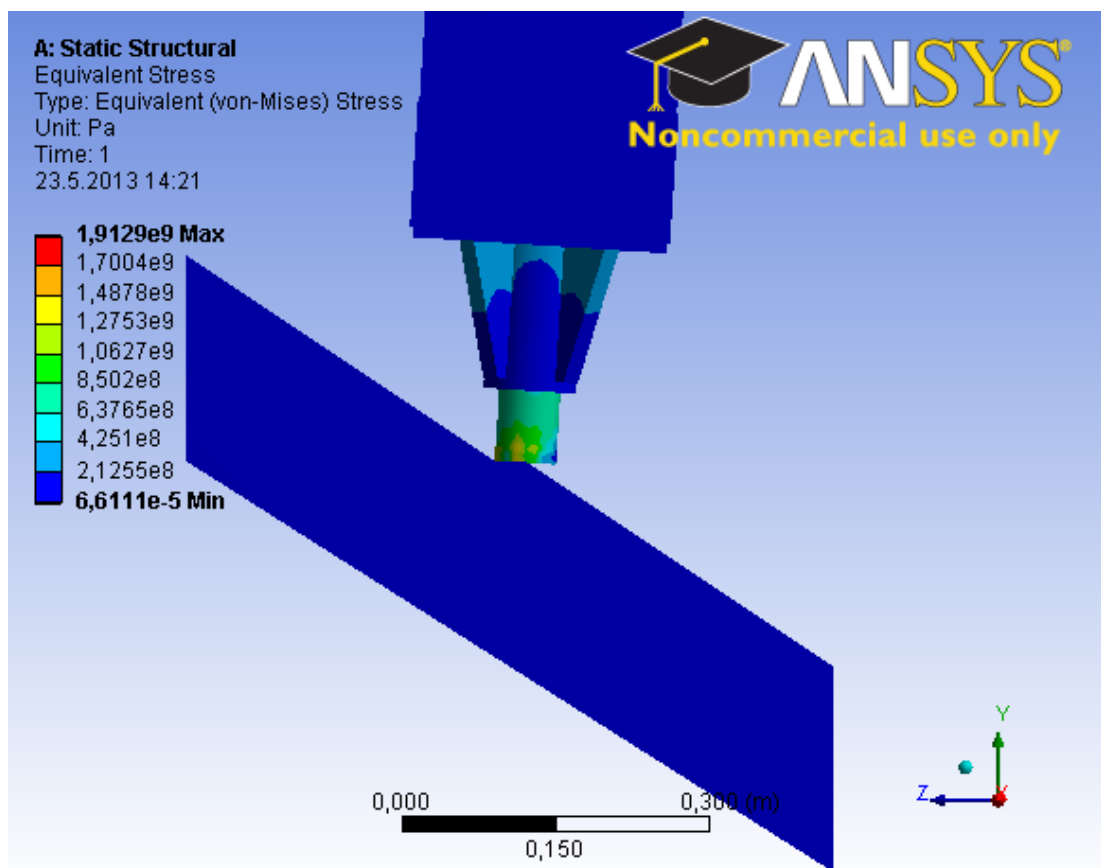 A: Static Structural
Equivalent Stress
Type: Equivalent (von-Mises) Stress
Unit: Pa
Time: 1
23.5.2013 14:21
ANSYS®
Noncommercial use only
1,9129e9 Max
1,7004e9
1,4878e9
1,2753e9
1,0627e9
8,502e8
6,3765e8
4,251e8
2,1255e8
6,6111e-5 Min
0,000
0,300 (m)
0,150
Y
Z